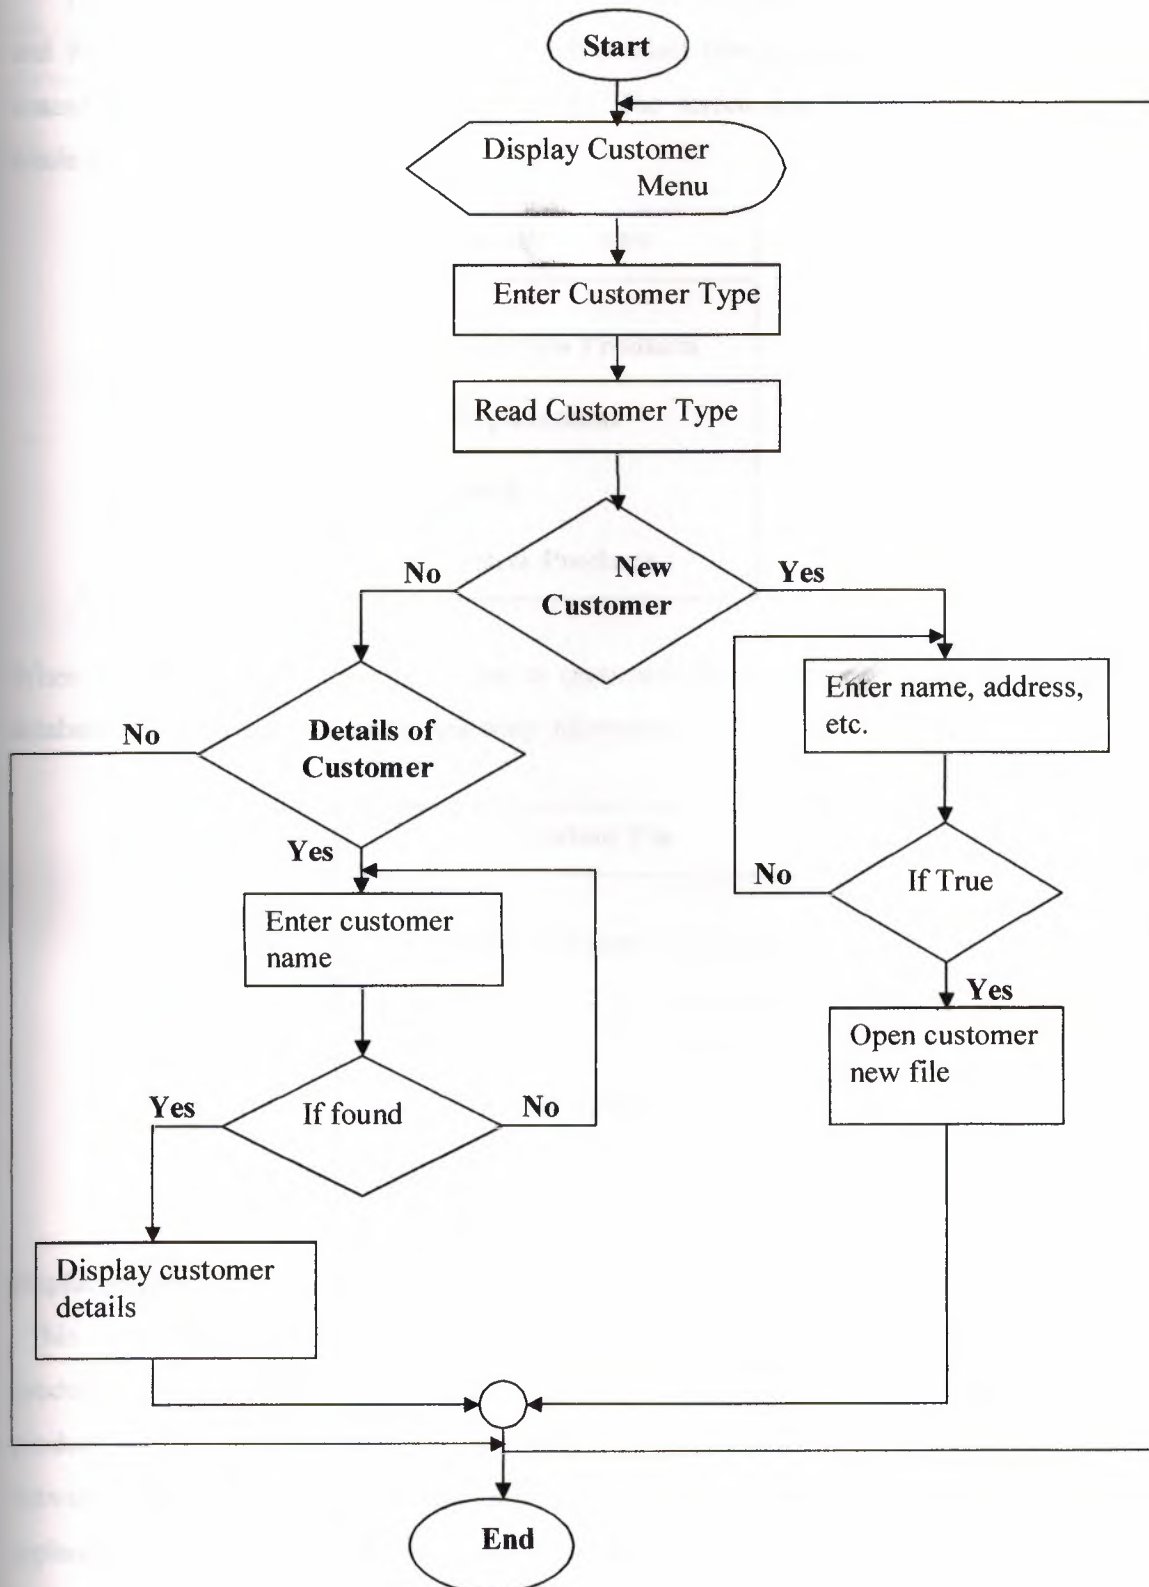 Start
Display Customer
Menu
Enter Customer Type
Read Customer Type
No
New
Customer
Yes
Enter name, address,
etc.
No
Details of
Customer
Yes
No
If True
Enter customer
name
Yes
Open customer
new file
Yes
If found
No
Display customer
details
End